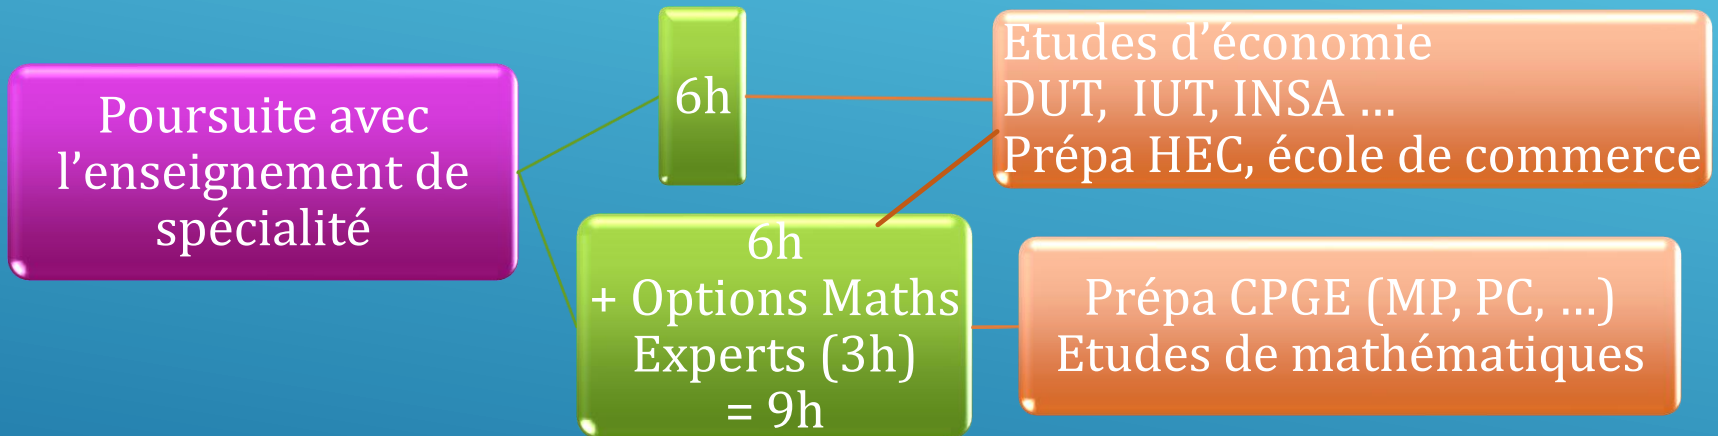 Poursuite avec
l’enseignement de
spécialité
6h
6h
+ Options Maths
Experts (3h)
= 9h
Etudes d’économie
DUT,  IUT, INSA …
Prépa HEC, école de commerce
Prépa CPGE (MP, PC, …)
Etudes de mathématiques